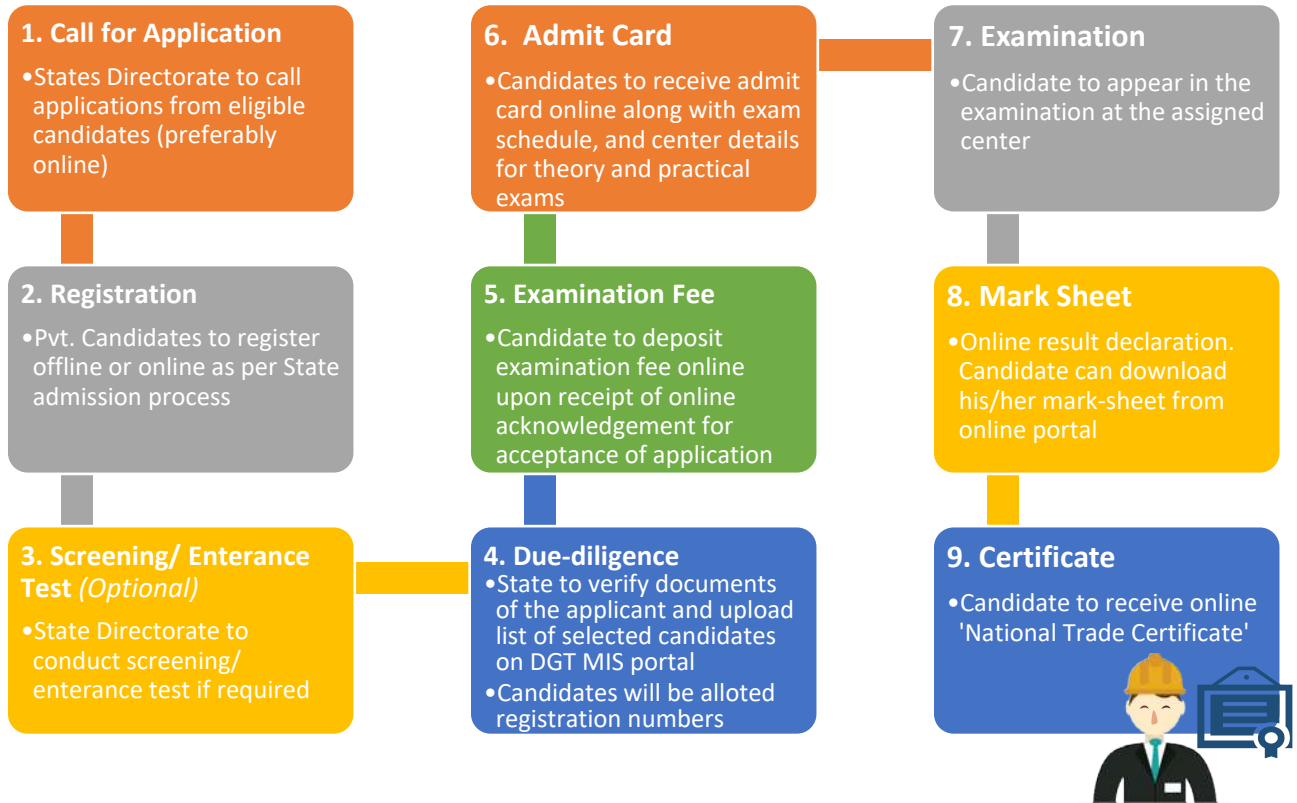 1. Call for Application
•States Directorate to call
applications from eligible
candidates (preferably
online)
2. Registration
•Pvt. Candidates to register
offline or online as per State
admission process
3. Screening/ Enterance
Test (Optional)
•State Directorate to
conduct screening/
enterance test if required
4. Due-diligence
•State to verify documents
of the applicant and upload
list of selected candidates
on DGT MIS portal
•Candidates will be alloted
registration numbers
5. Examination Fee
•Candidate to deposit
examination fee online
upon receipt of online
acknowledgement for
acceptance of application
6. Admit Card
•Candidates to receive admit
card online along with exam
schedule, and center details
for theory and practical
exams
7. Examination
•Candidate to appear in the
examination at the assigned
center
8. Mark Sheet
•Online result declaration.
Candidate can download
his/her mark-sheet from
online portal
9. Certificate
•Candidate to receive online
'National Trade Certificate'